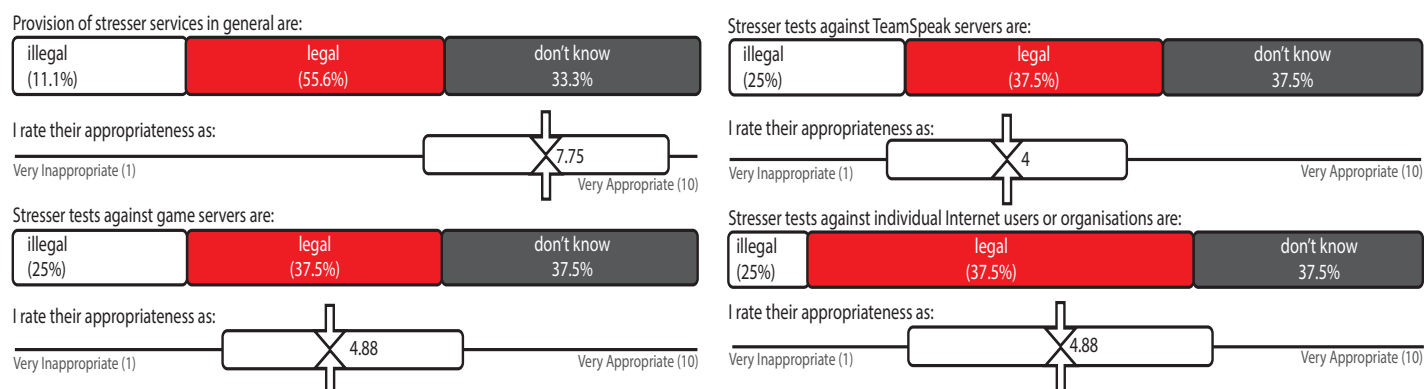 Provision of stresser services in general are:
illegal
(11.1%)
legal
(55.6%)
don't know
33.3%
I rate their appropriateness as:
7.75
Very Inappropriate (1)
Very Appropriate (10)
Stresser tests against game servers are:
illegal
(25%)
legal
(37.5%)
don't know
37.5%
I rate their appropriateness as:
4.88
Very Inappropriate (1)
Very Appropriate (10)
Stresser tests against TeamSpeak servers are:
illegal
(25%)
legal
(37.5%)
don't know
37.5%
I rate their appropriateness as:
4
Very Inappropriate (1)
Very Appropriate (10)
Stresser tests against individual Internet users or organisations are:
illegal
(25%)
legal
(37.5%)
don't know
37.5%
I rate their appropriateness as:
4.88
Very Inappropriate (1)
Very Appropriate (10)